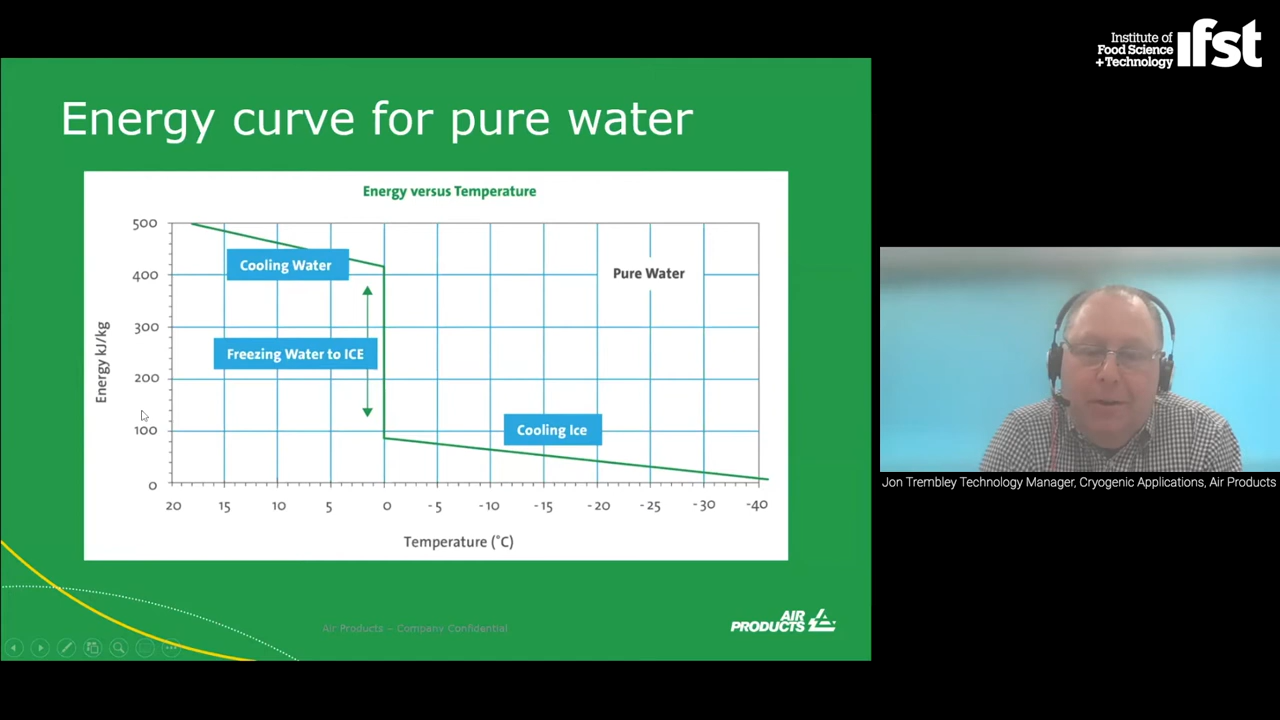 Institute of
Food Science
+Technology
ifst
Energy curve for pure water
Energy versus Temperature
500
400
300
200
100
0
Energy kJ/kg
Cooling Water
Pure Water
Freezing Water to ICE
Cooling Ice
20 15 10 5 0 -5 -10 -15 -20 -25 -30 -40
Temperature (°C)
Jon Trembley Technology Manager, Cryogenic Applications, Air Products
Air Products – Company Confidential
AIR
PRODUCTS